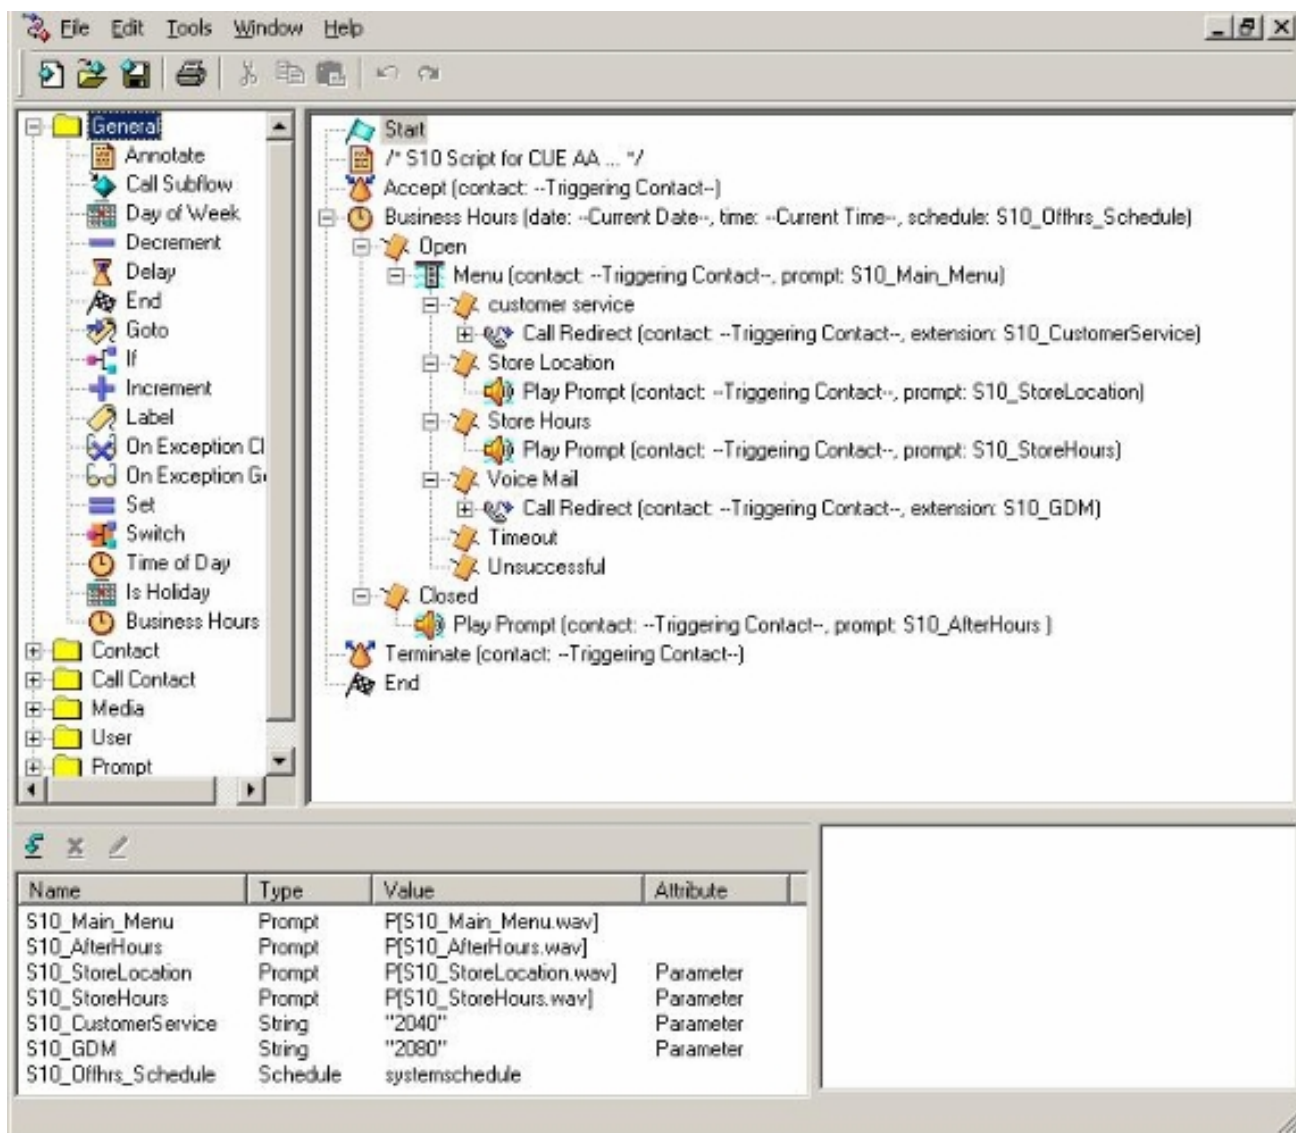 File Edit Tools Window Help
General
Annotate
Call Subflow
Day of Week
Decrement
Delay
End
Goto
If
Increment
Label
On Exception Cl
On Exception G
Set
Switch
Time of Day
Is Holiday
Business Hours
Contact
Call Contact
Media
User
Prompt
Start
/* S10 Script for CUE AA ... */
Accept (contact: --Triggering Contact--)
Business Hours (date: --Current Date--, time: --Current Time--, schedule: S10_Offhrs_Schedule)
Open
Menu (contact: --Triggering Contact--, prompt: S10_Main_Menu)
customer service
Call Redirect (contact: --Triggering Contact--, extension: S10_CustomerService)
Store Location
Play Prompt (contact: --Triggering Contact--, prompt: S10_StoreLocation)
Store Hours
Play Prompt (contact: --Triggering Contact--, prompt: S10_StoreHours)
Voice Mail
Call Redirect (contact: --Triggering Contact--, extension: S10_GDM)
Timeout
Unsuccessful
Closed
Play Prompt (contact: --Triggering Contact--, prompt: S10_AfterHours )
Terminate (contact: --Triggering Contact--)
End
Name Type Value Attribute
S10_Main_Menu Prompt P[S10_Main_Menu.wav]
S10_AfterHours Prompt P[S10_AfterHours.wav]
S10_StoreLocation Prompt P[S10_StoreLocation.wav] Parameter
S10_StoreHours Prompt P[S10_StoreHours.wav] Parameter
S10_CustomerService String "2040" Parameter
S10_GDM String "2080" Parameter
S10_Offhrs_Schedule Schedule systemschedule